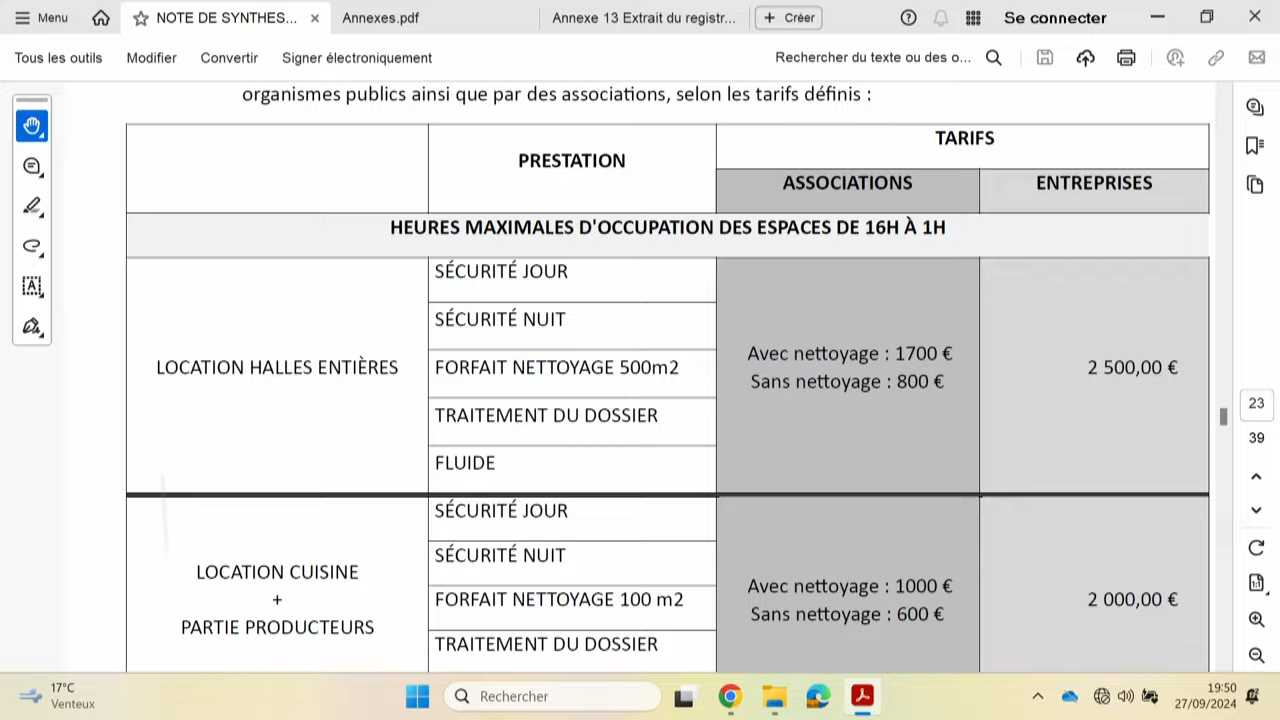 Menu
NOTE DE SYNTHES...
Annexes.pdf
Annexe 13 Extrait du registr...
Créer
Se connecter
Tous les outils
Modifier
Convertir
Signer électroniquement
Rechercher du texte ou des o...
organismes publics ainsi que par des associations, selon les tarifs définis :
PRESTATION
TARIFS
ASSOCIATIONS
ENTREPRISES
HEURES MAXIMALES D'OCCUPATION DES ESPACES DE 16H À 1H
LOCATION HALLES ENTIÈRES
SÉCURITÉ JOUR
SÉCURITÉ NUIT
FORFAIT NETTOYAGE 500m2
TRAITEMENT DU DOSSIER
FLUIDE
Avec nettoyage : 1700 €
Sans nettoyage : 800 €
2 500,00 €
LOCATION CUISINE
+
PARTIE PRODUCTEURS
SÉCURITÉ JOUR
SÉCURITÉ NUIT
FORFAIT NETTOYAGE 100 m2
TRAITEMENT DU DOSSIER
Avec nettoyage : 1000 €
Sans nettoyage : 600 €
2 000,00 €
23
39
17°C
Venteux
Rechercher
19:50
27/09/2024